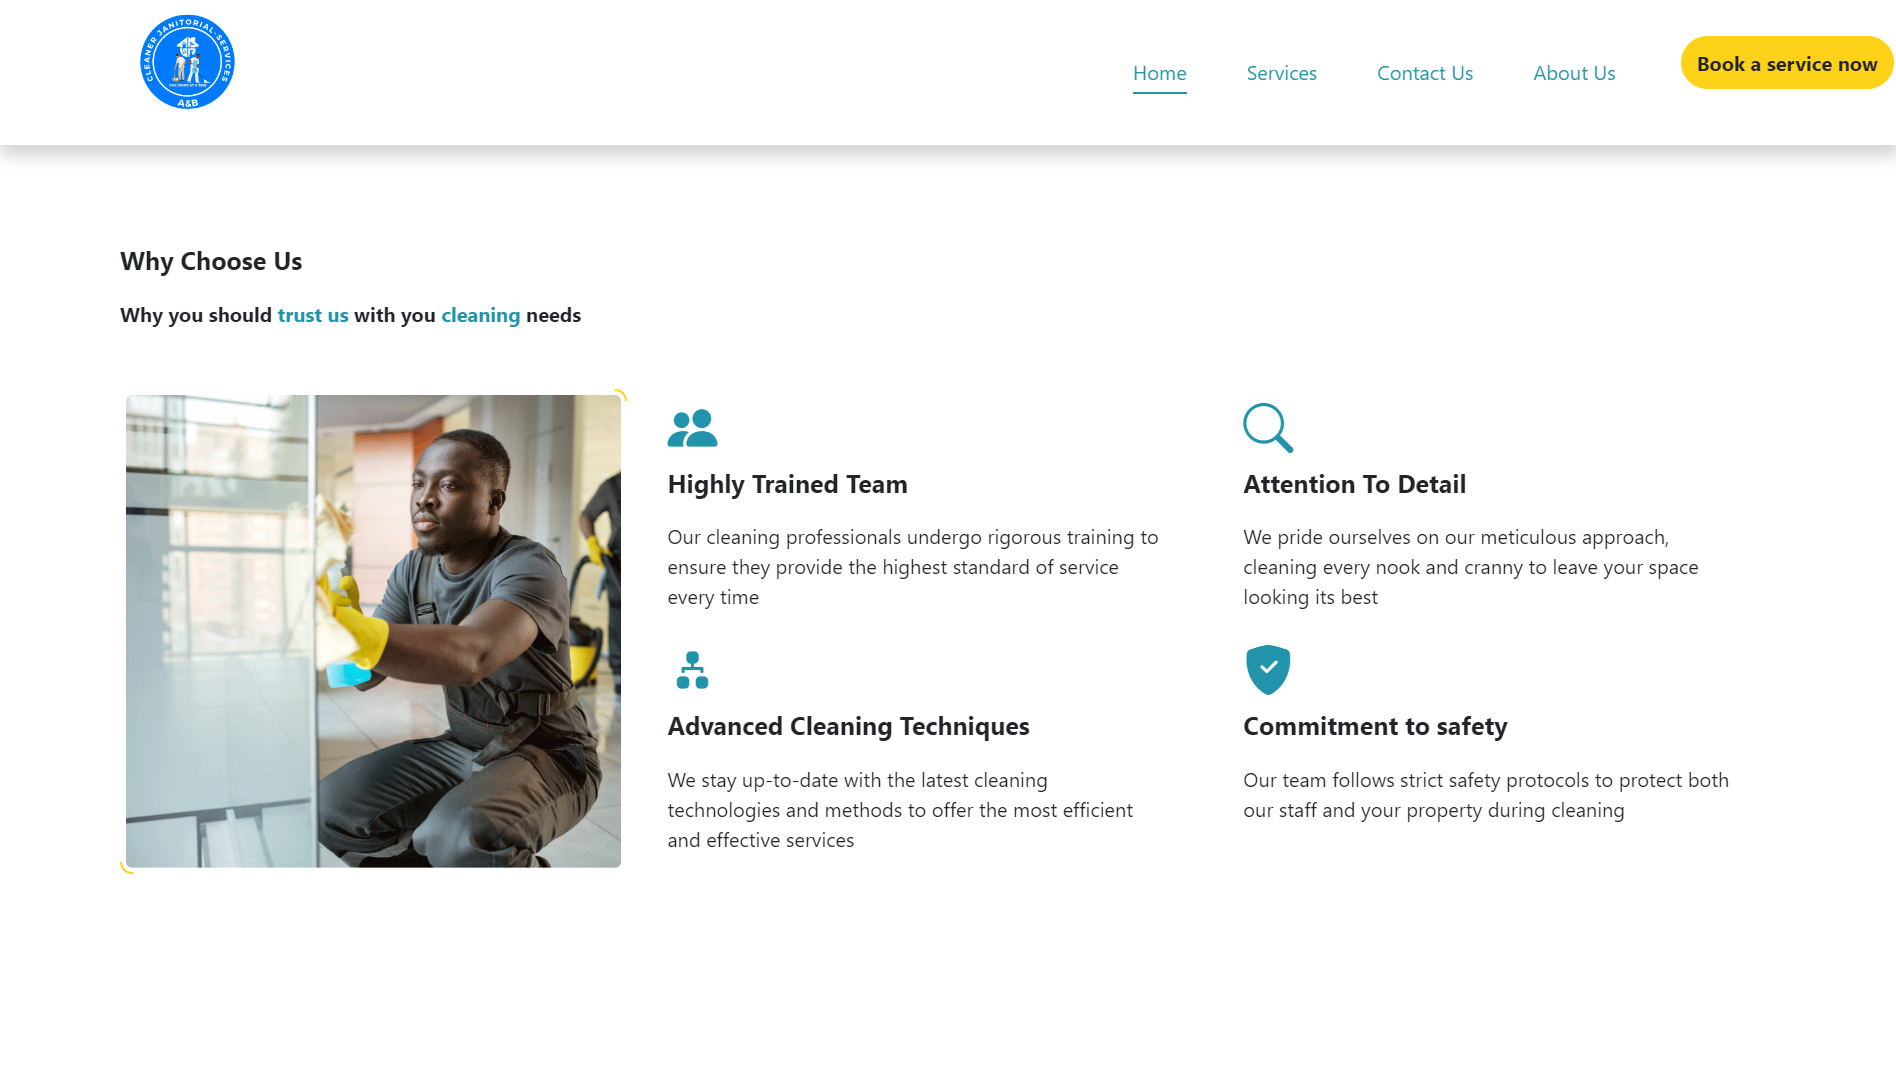 CLEANER JANITORIAL-SERVICES
ONE SWIPE AT A TIME
A&B
Home
Services
Contact Us
About Us
Book a service now
Why Choose Us
Why you should trust us with you cleaning needs
Highly Trained Team
Our cleaning professionals undergo rigorous training to
ensure they provide the highest standard of service
every time
Attention To Detail
We pride ourselves on our meticulous approach,
cleaning every nook and cranny to leave your space
looking its best
Advanced Cleaning Techniques
We stay up-to-date with the latest cleaning
technologies and methods to offer the most efficient
and effective services
Commitment to safety
Our team follows strict safety protocols to protect both
our staff and your property during cleaning